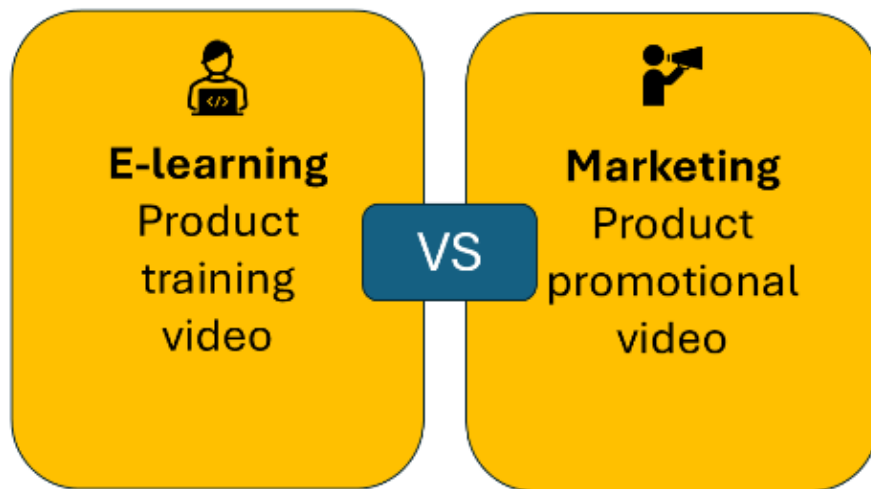 E-learning
Product
training
video
VS
Marketing
Product
promotional
video